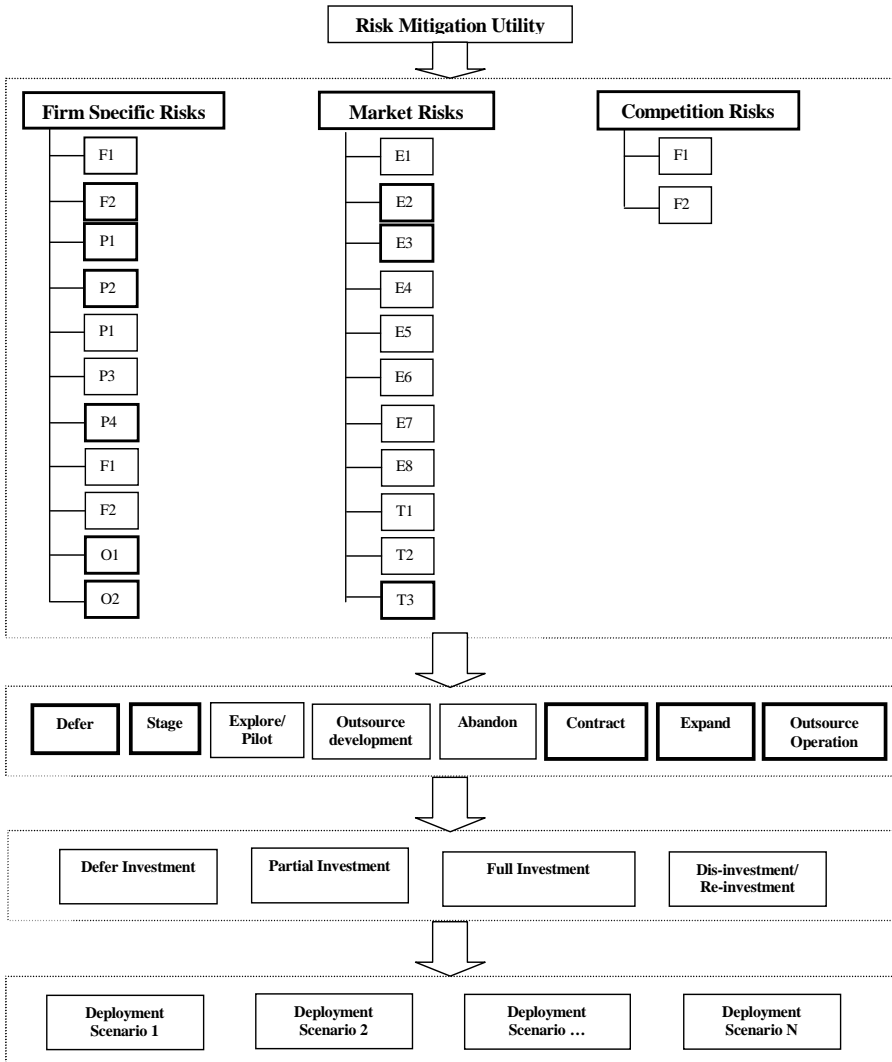 Risk Mitigation Utility
Firm Specific Risks
F1
F2
P1
P2
P1
P3
P4
F1
F2
O1
O2
Market Risks
E1
E2
E3
E4
E5
E6
E7
E8
T1
T2
T3
Competition Risks
F1
F2
Defer
Stage
Explore/
Pilot
Outsource
development
Abandon
Contract
Expand
Outsource
Operation
Defer Investment
Partial Investment
Full Investment
Dis-investment/
Re-investment
Deployment
Scenario 1
Deployment
Scenario 2
Deployment
Scenario …
Deployment
Scenario N